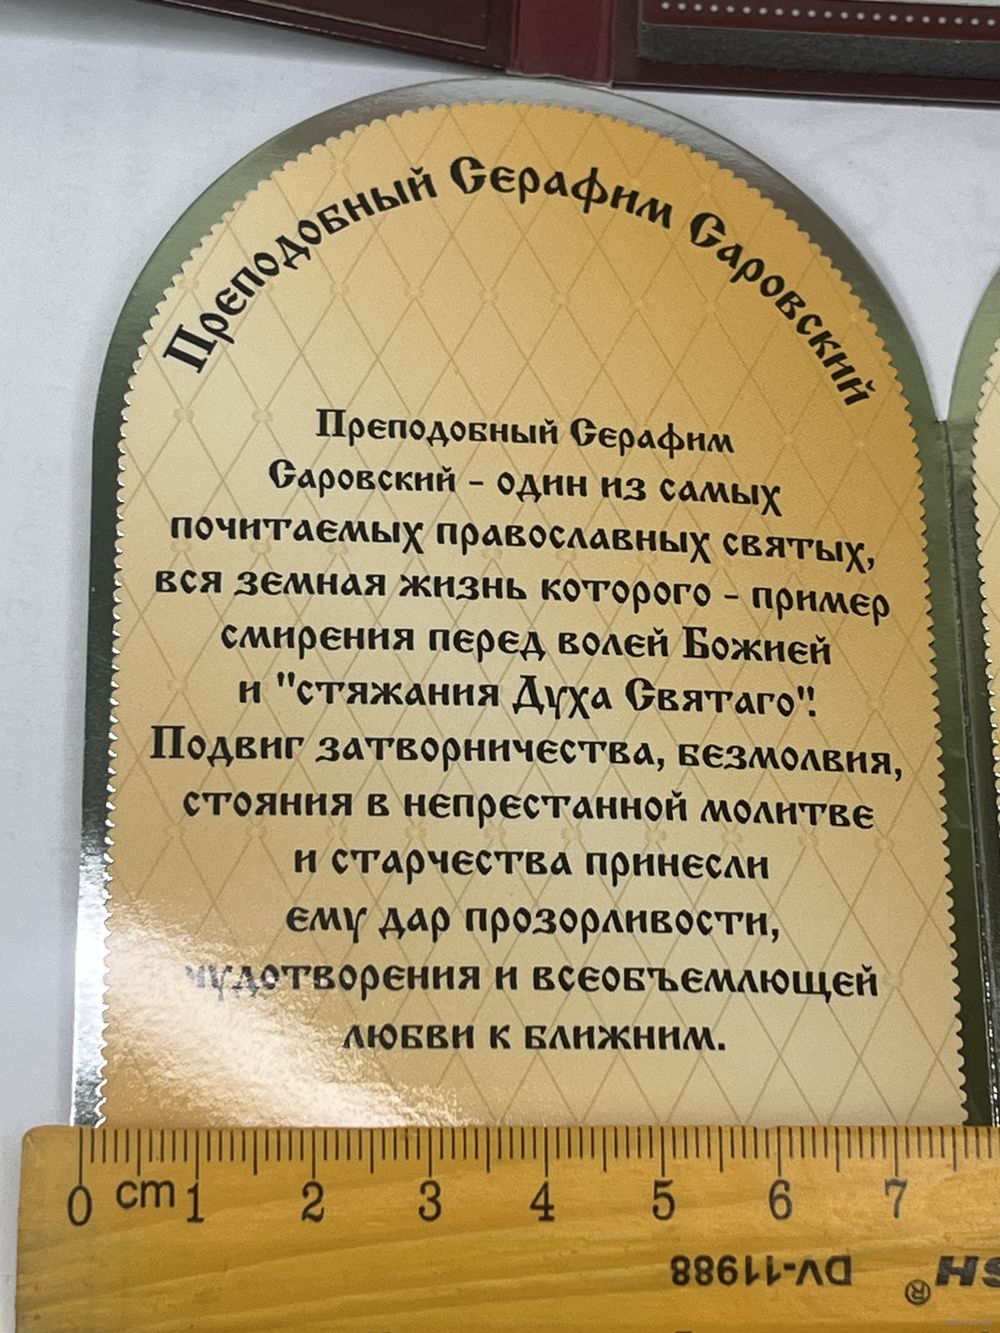 Преподобный Серафим Саровский
Преподобный Серафим
Саровский - один из самых
почитаемых православных святых,
вся земная жизнь которого - пример
смирения перед волей Божией
и "стяжания Духа Святаго".
Подвиг затворничества, безмолвия,
стояния в непрестанной молитве
и старчества принесли
ему дар прозорливости,
чудотворения и всеобъемлющей
любви к ближним.
0 cm 1 2 3 4 5 6 7
DV-11988
®